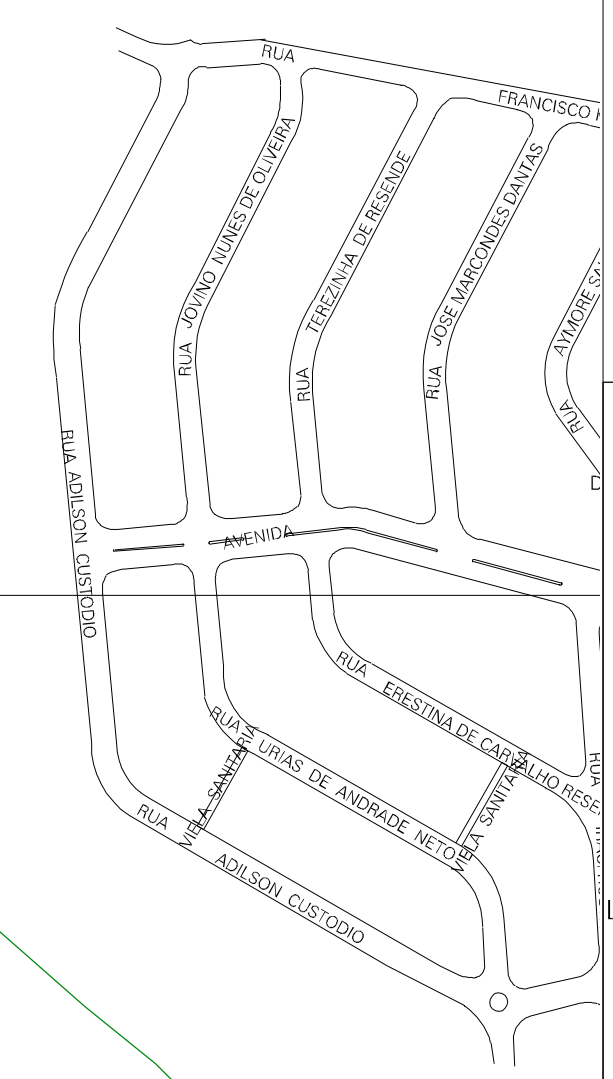 RUA
FRANCISCO
RUA JOVINO NUNES DE OLIVEIRA
RUA TEREZINHA DE RESENDE
RUA JOSE MARCONDES DANTAS
RUA AYMORE
RUA ADILSON CUSTODIO
AVENIDA
RUA ERESTINA DE CARVALHO
RUA URIAS DE ANDRADE NETO
VIELA SANITARIA
VIELA SANITARIA
RUA
RUA ADILSON CUSTODIO